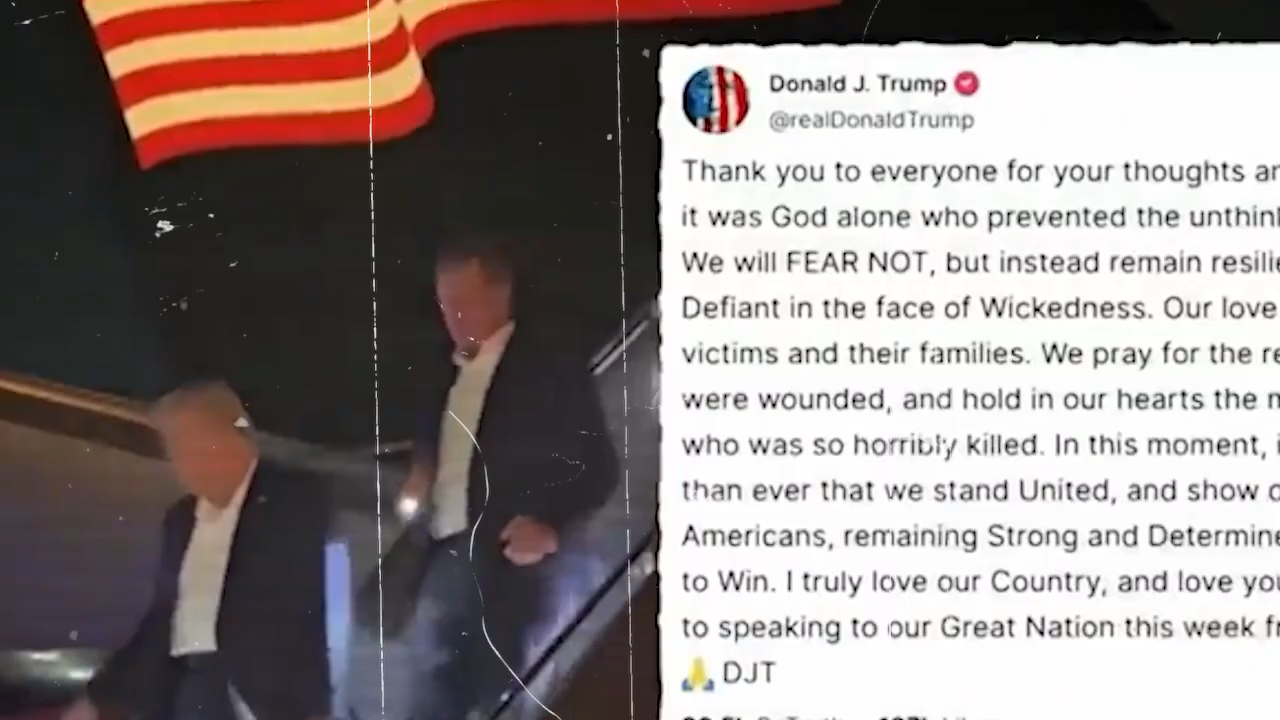 Donald J. Trump
@realDonaldTrump
Thank you to everyone for your thoughts
it was God alone who prevented the
We will FEAR NOT, but instead remain
Defiant in the face of Wickedness. Our love
victims and their families. We pray for the
were wounded, and hold in our hearts the
who was so horribly killed. In this moment,
than ever that we stand United, and show
Americans, remaining Strong and
to Win. I truly love our Country, and love
to speaking to our Great Nation this week
🙏 DJT